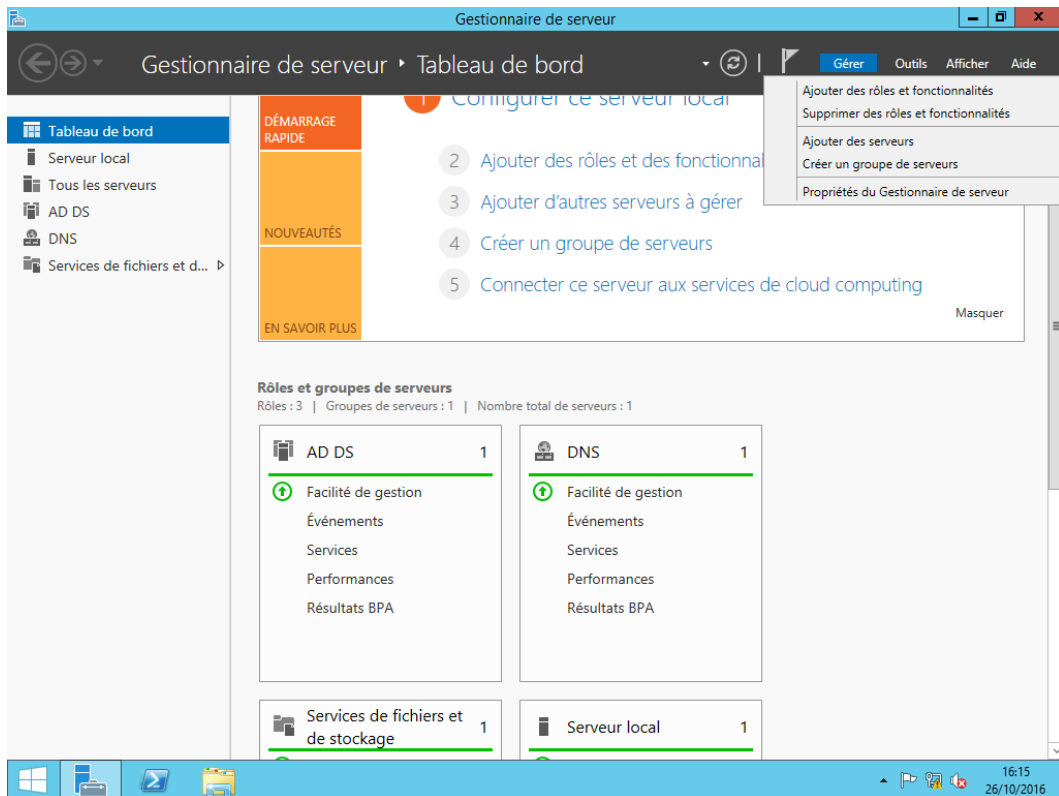 Gestionnaire de serveur
Gestionnaire de serveur ‣ Tableau de bord
Gérer Outils Afficher Aide
Ajouter des rôles et fonctionnalités
Supprimer des rôles et fonctionnalités
Ajouter des serveurs
Créer un groupe de serveurs
Propriétés du Gestionnaire de serveur
Tableau de bord
Serveur local
Tous les serveurs
AD DS
DNS
Services de fichiers et d...
DÉMARRAGE
RAPIDE
NOUVEAUTÉS
EN SAVOIR PLUS
1 Configurer ce serveur local
2 Ajouter des rôles et des fonctionnal
3 Ajouter d'autres serveurs à gérer
4 Créer un groupe de serveurs
5 Connecter ce serveur aux services de cloud computing
Masquer
Rôles et groupes de serveurs
Rôles : 3 | Groupes de serveurs : 1 | Nombre total de serveurs : 1
AD DS 1
Facilité de gestion
Événements
Services
Performances
Résultats BPA
DNS 1
Facilité de gestion
Événements
Services
Performances
Résultats BPA
Services de fichiers et
de stockage 1
Serveur local 1
16:15
26/10/2016